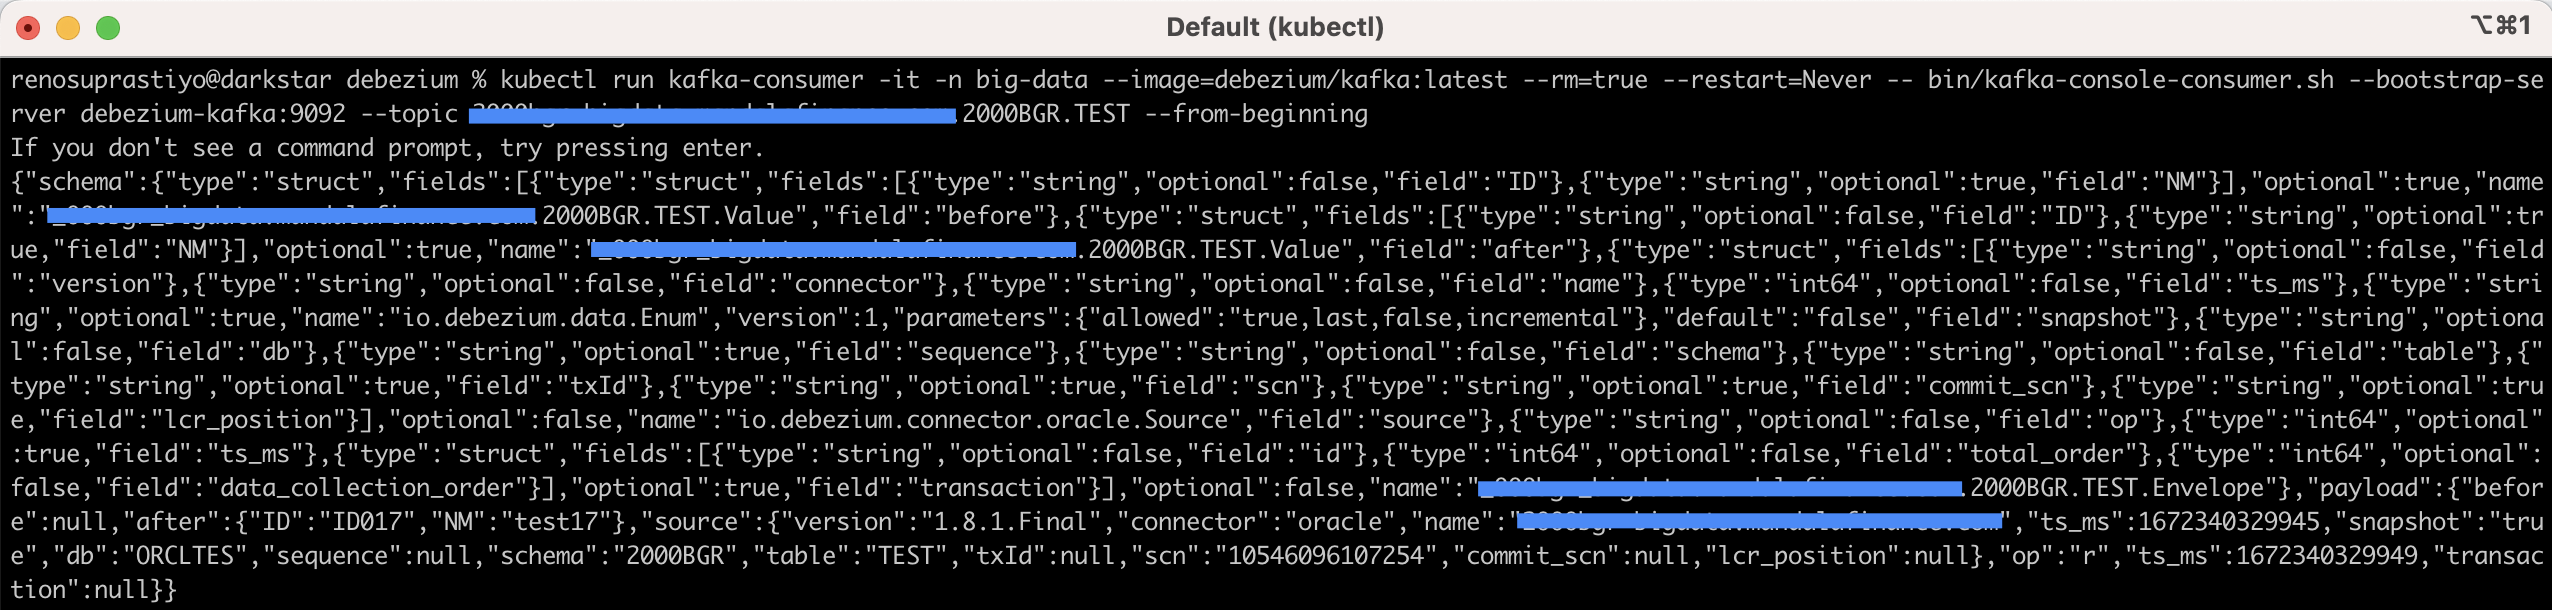 Default (kubectl)
⌥⌘1
renosuprastiyo@darkstar debezium % kubectl run kafka-consumer -it -n big-data --image=debezium/kafka:latest --rm=true --restart=Never -- bin/kafka-console-consumer.sh --bootstrap-se
rver debezium-kafka:9092 --topic .2000BGR.TEST --from-beginning
If you don't see a command prompt, try pressing enter.
{"schema":{"type":"struct","fields":[{"type":"struct","fields":[{"type":"string","optional":false,"field":"ID"},{"type":"string","optional":true,"field":"NM"}],"optional":true,"name
":" .2000BGR.TEST.Value","field":"before"},{"type":"struct","fields":[{"type":"string","optional":false,"field":"ID"},{"type":"string","optional":tr
ue,"field":"NM"}],"optional":true,"name":" .2000BGR.TEST.Value","field":"after"},{"type":"struct","fields":[{"type":"string","optional":false,"field
":"version"},{"type":"string","optional":false,"field":"connector"},{"type":"string","optional":false,"field":"name"},{"type":"int64","optional":false,"field":"ts_ms"},{"type":"stri
ng","optional":true,"name":"io.debezium.data.Enum","version":1,"parameters":{"allowed":"true,last,false,incremental"},"default":"false","field":"snapshot"},{"type":"string","optiona
l":false,"field":"db"},{"type":"string","optional":true,"field":"sequence"},{"type":"string","optional":false,"field":"schema"},{"type":"string","optional":false,"field":"table"},{"
type":"string","optional":true,"field":"txId"},{"type":"string","optional":true,"field":"scn"},{"type":"string","optional":true,"field":"commit_scn"},{"type":"string","optional":tru
e,"field":"lcr_position"}],"optional":false,"name":"io.debezium.connector.oracle.Source","field":"source"},{"type":"string","optional":false,"field":"op"},{"type":"int64","optional"
:true,"field":"ts_ms"},{"type":"struct","fields":[{"type":"string","optional":false,"field":"id"},{"type":"int64","optional":false,"field":"total_order"},{"type":"int64","optional":
false,"field":"data_collection_order"}],"optional":true,"field":"transaction"}],"optional":false,"name":" .2000BGR.TEST.Envelope"},"payload":{"befor
e":null,"after":{"ID":"ID017","NM":"test17"},"source":{"version":"1.8.1.Final","connector":"oracle","name":" ","ts_ms":1672340329945,"snapshot":"tru
e","db":"ORCLTES","sequence":null,"schema":"2000BGR","table":"TEST","txId":null,"scn":"10546096107254","commit_scn":null,"lcr_position":null},"op":"r","ts_ms":1672340329949,"transac
tion":null}}